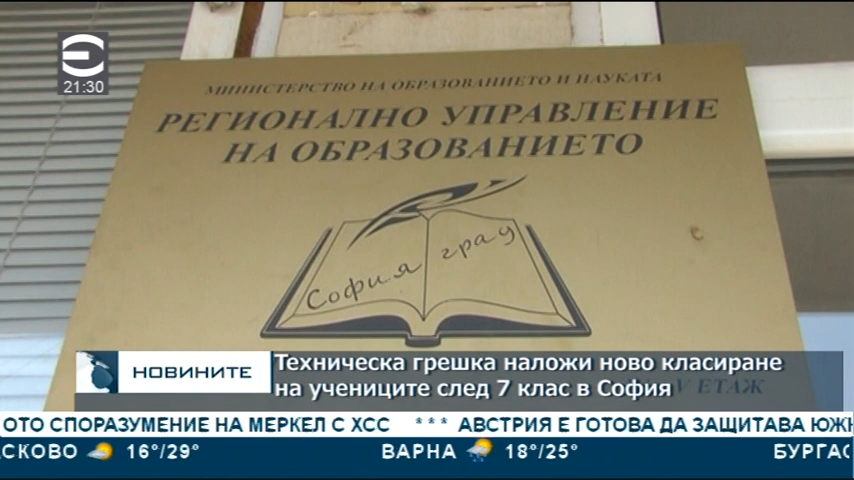 Э
21:30
МИНИСТЕРСТВО НА ОБРАЗОВАНИЕТО И НАУКАТА
РЕГИОНАЛНО УПРАВЛЕНИЕ
НА ОБРАЗОВАНИЕТО
София град
V ЕТАЖ
НОВИНИТЕ
Техническа грешка наложи ново класиране
на учениците след 7 клас в София
ОТО СПОРАЗУМЕНИЕ НА МЕРКЕЛ С ХСС *** АВСТРИЯ Е ГОТОВА ДА ЗАЩИТАВА ЮЖН
АСКОВО 16°/29° ВАРНА 18°/25° БУРГАС